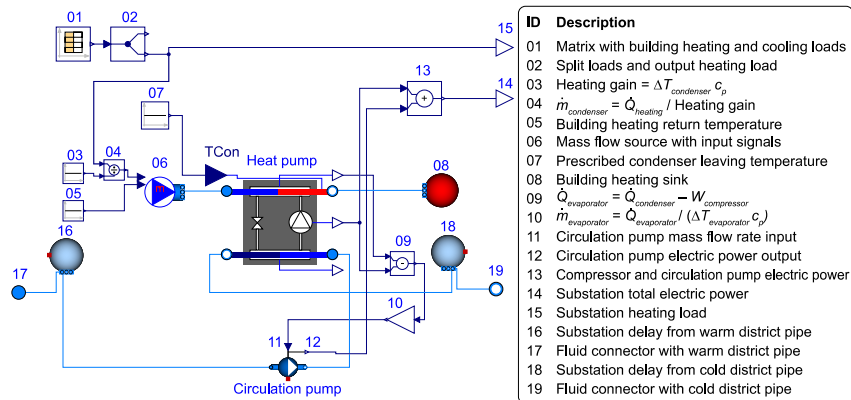 01
02
15
07
13
14
TCon
03
04
06
Heat pump
08
05
16
m
18
09
17
10
19
11
12
Circulation pump
+
-
ID Description
01 Matrix with building heating and cooling loads
02 Split loads and output heating load
03 Heating gain = ΔT_condenser c_p
04 ṁ_condenser = Q̇_heating / Heating gain
05 Building heating return temperature
06 Mass flow source with input signals
07 Prescribed condenser leaving temperature
08 Building heating sink
09 Q̇_evaporator = Q̇_condenser – W_compressor
10 ṁ_evaporator = Q̇_evaporator / (ΔT_evaporator c_p)
11 Circulation pump mass flow rate input
12 Circulation pump electric power output
13 Compressor and circulation pump electric power
14 Substation total electric power
15 Substation heating load
16 Substation delay from warm district pipe
17 Fluid connector with warm district pipe
18 Substation delay from cold district pipe
19 Fluid connector with cold district pipe